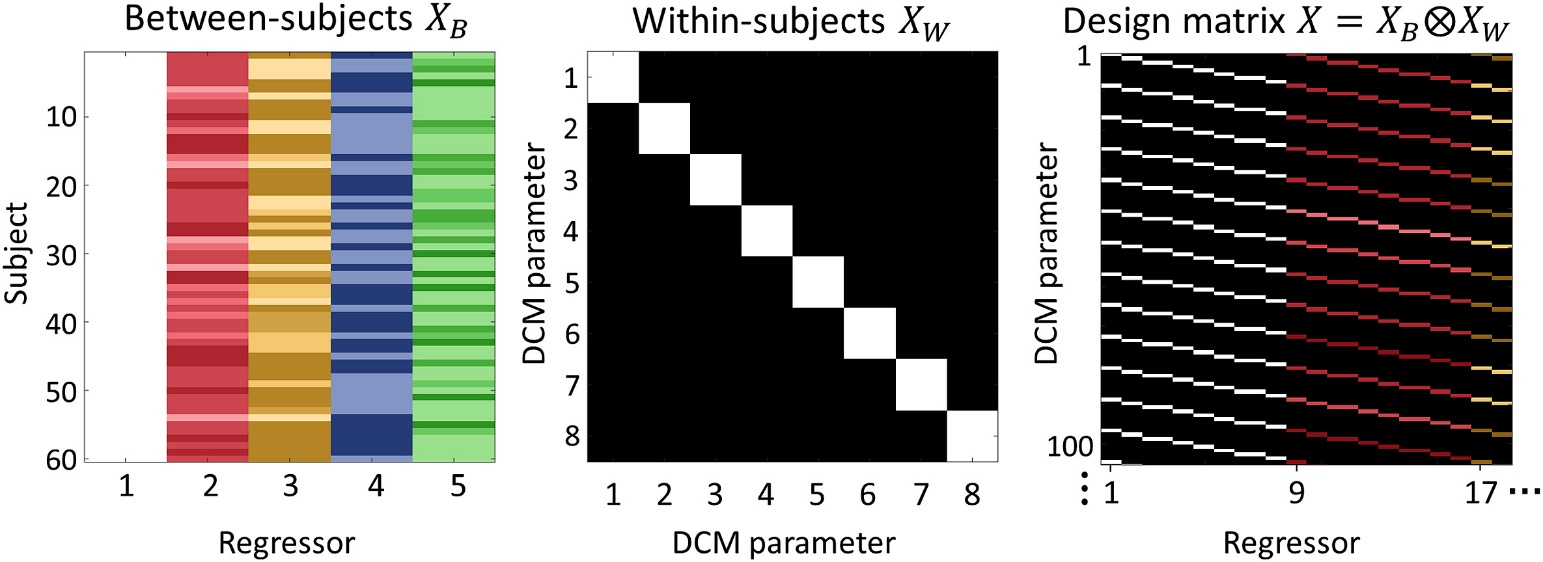 Between-subjects X_B
Subject
10
20
30
40
50
60
1 2 3 4 5
Regressor
Within-subjects X_W
DCM parameter
1
2
3
4
5
6
7
8
1 2 3 4 5 6 7 8
DCM parameter
Design matrix X = X_B⊗X_W
DCM parameter
1
100
⋮ 1 9 17 ⋯
Regressor